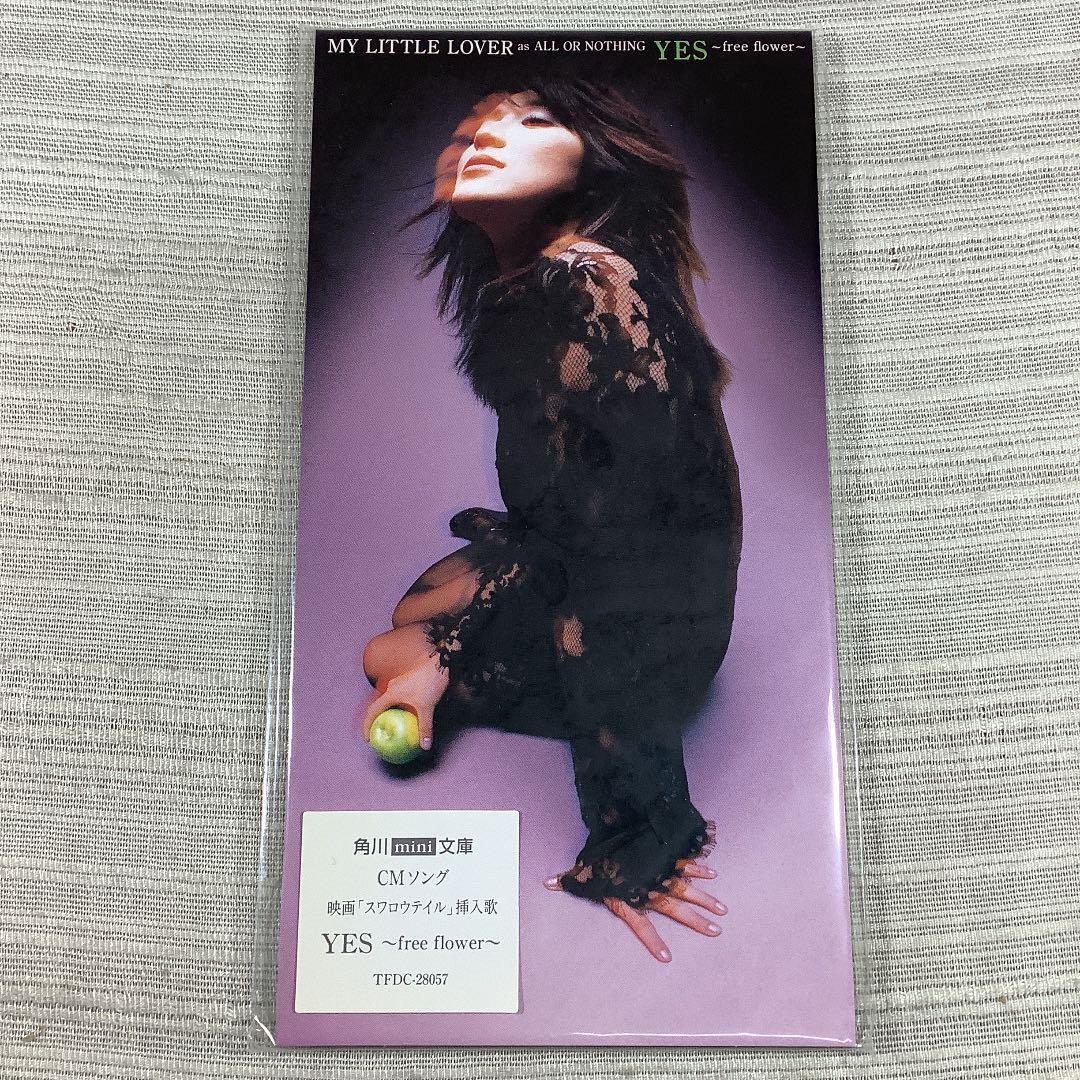 MY LITTLE LOVER as ALL OR NOTHING YES ~free flower~
角川mini文庫
CMソング
映画「スワロウテイル」挿入歌
YES ~free flower~
TFDC-28057